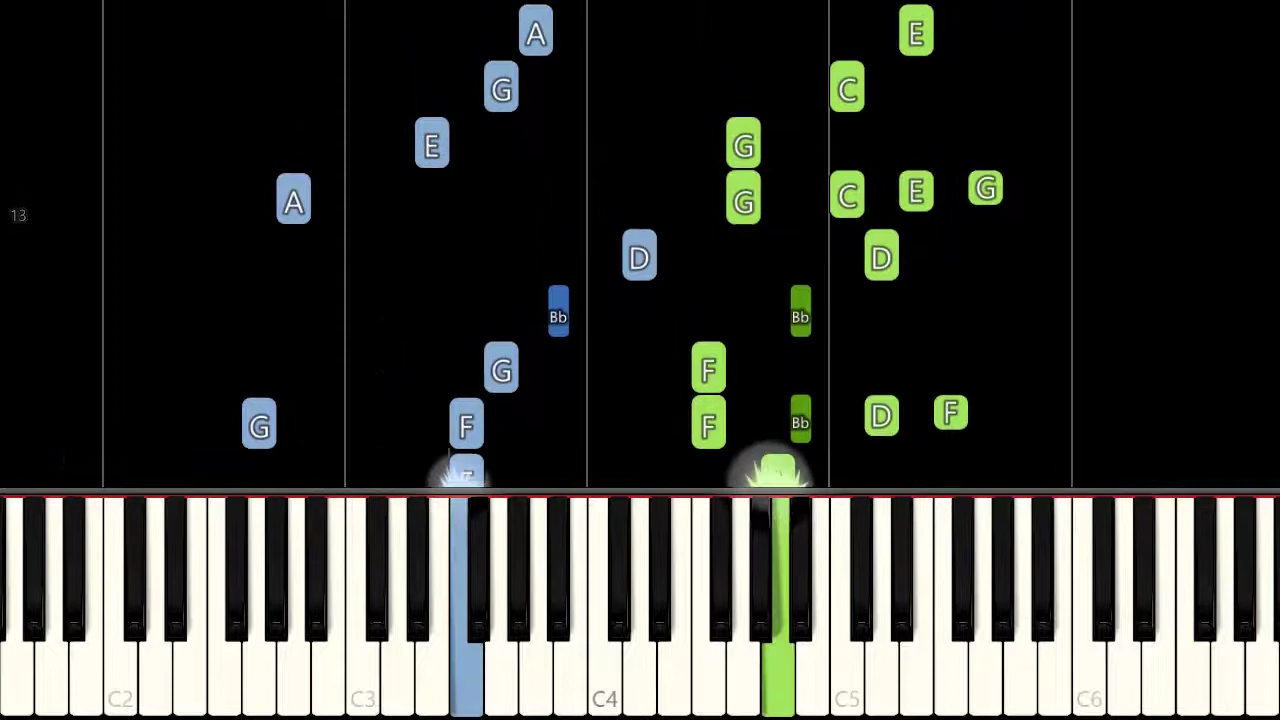 A E
G C
E G
A G C E G
13
D D
Bb Bb
G F
G F F Bb D F
C2 C3 C4 C5 C6